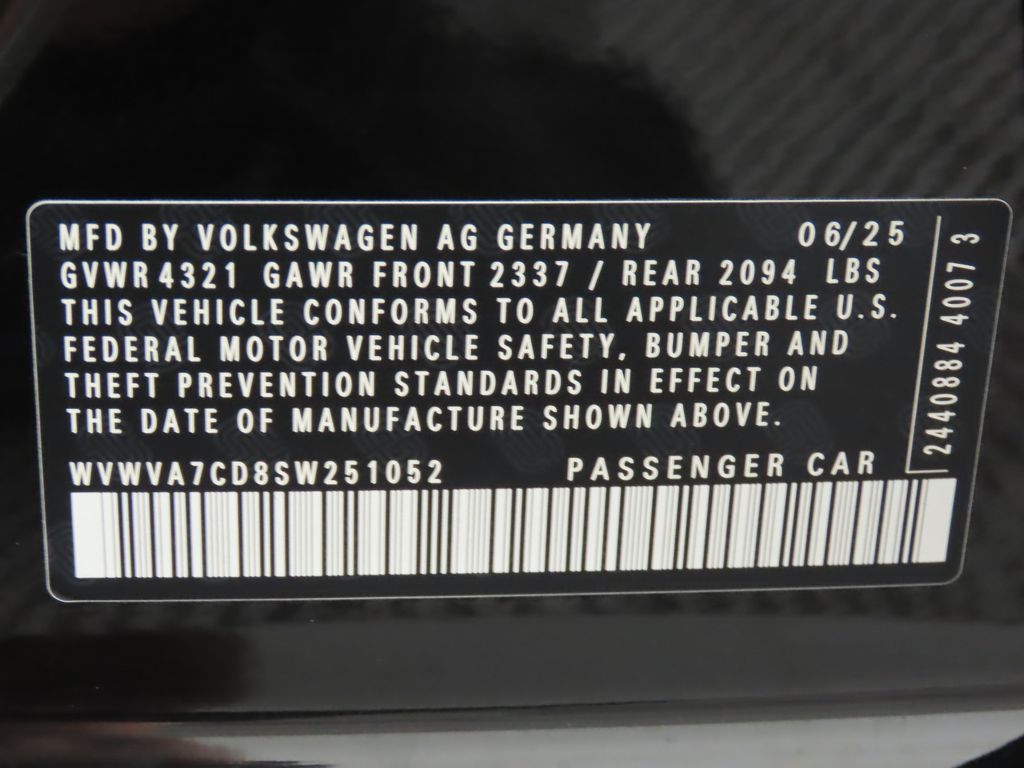 MFD BY VOLKSWAGEN AG GERMANY 06/25
GVWR 4321 GAWR FRONT 2337 / REAR 2094 LBS
THIS VEHICLE CONFORMS TO ALL APPLICABLE U.S.
FEDERAL MOTOR VEHICLE SAFETY, BUMPER AND
THEFT PREVENTION STANDARDS IN EFFECT ON
THE DATE OF MANUFACTURE SHOWN ABOVE.
WVWVA7CD8SW251052 PASSENGER CAR
2440884 4007 3